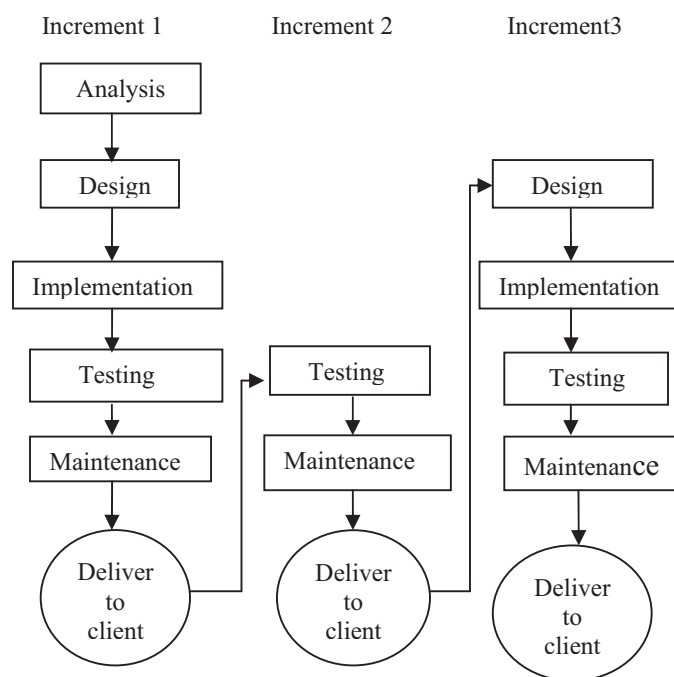 Increment 1
Increment 2
Increment3
Analysis
Design
Implementation
Testing
Maintenance
Deliver
to
client
Testing
Maintenance
Deliver
to
client
Design
Implementation
Testing
Maintenance
Deliver
to
client